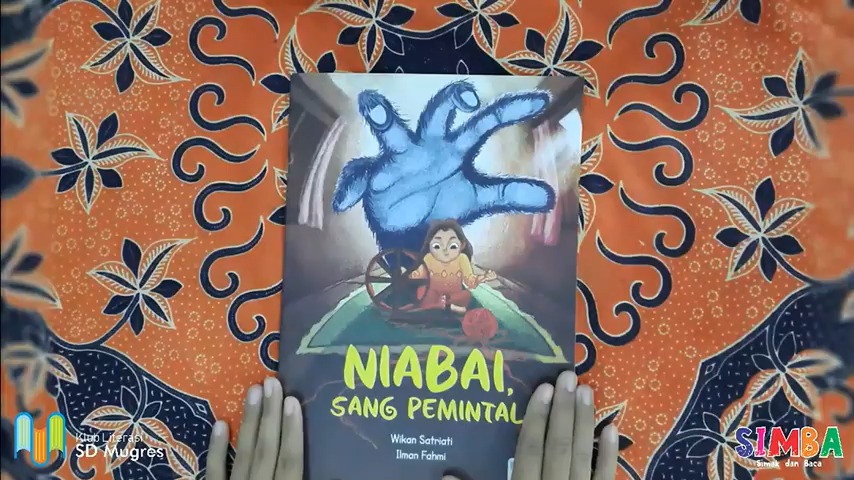 NIABAI,
SANG PEMINTAL
Wikan Satriati
Ilman Fahmi
Klub Literasi
SD Mugres
SIMBA
Simak dan Baca